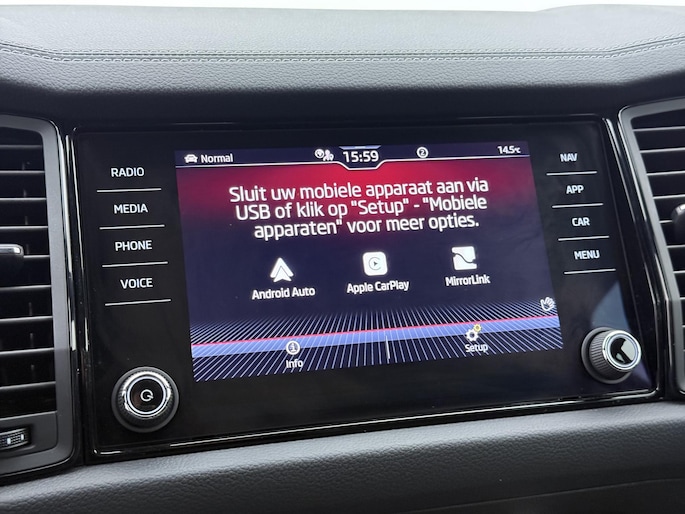 Normal
15:59
2
14.5°C
RADIO
MEDIA
PHONE
VOICE
Sluit uw mobiele apparaat aan via
USB of klik op "Setup" - "Mobiele
apparaten" voor meer opties.
Android Auto
Apple CarPlay
MirrorLink
Info
Setup
NAV
APP
CAR
MENU